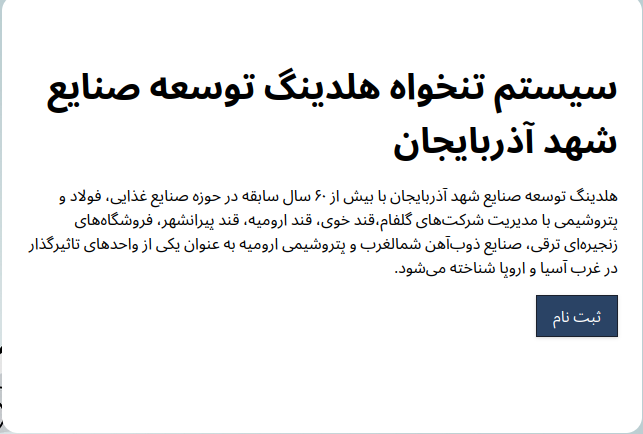 سیستم تنخواه هلدینگ توسعه صنایع
شهد آذربایجان
هلدینگ توسعه صنایع شهد آذربایجان با بیش از ۶۰ سال سابقه در حوزه صنایع غذایی، فولاد و
پتروشیمی با مدیریت شرکت‌های گلفام،قند خوی، قند ارومیه، قند پیرانشهر، فروشگاه‌های
زنجیره‌ای ترقی، صنایع ذوب‌آهن شمالغرب و پتروشیمی ارومیه به عنوان یکی از واحدهای تاثیرگذار
در غرب آسیا و اروپا شناخته می‌شود.
ثبت نام